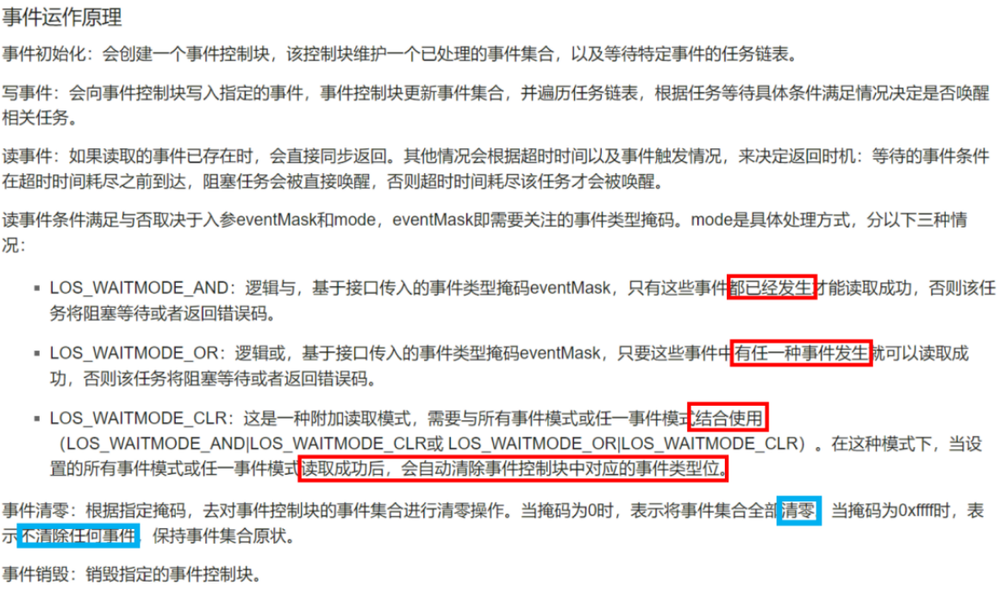 事件运作原理
事件初始化：会创建一个事件控制块，该控制块维护一个已处理的事件集合，以及等待特定事件的任务链表。
写事件：会向事件控制块写入指定的事件，事件控制块更新事件集合，并遍历任务链表，根据任务等待具体条件满足情况决定是否唤醒
相关任务。
读事件：如果读取的事件已存在时，会直接同步返回。其他情况会根据超时时间以及事件触发情况，来决定返回时机：等待的事件条件
在超时时间耗尽之前到达，阻塞任务会被直接唤醒，否则超时时间耗尽该任务才会被唤醒。
读事件条件满足与否取决于入参eventMask和mode，eventMask即需要关注的事件类型掩码。mode是具体处理方式，分以下三种情
况：
▪ LOS_WAITMODE_AND：逻辑与，基于接口传入的事件类型掩码eventMask，只有这些事件都已经发生才能读取成功，否则该任
务将阻塞等待或者返回错误码。
▪ LOS_WAITMODE_OR：逻辑或，基于接口传入的事件类型掩码eventMask，只要这些事件中有任一种事件发生就可以读取成
功，否则该任务将阻塞等待或者返回错误码。
▪ LOS_WAITMODE_CLR：这是一种附加读取模式，需要与所有事件模式或任一事件模式结合使用
（LOS_WAITMODE_AND|LOS_WAITMODE_CLR或 LOS_WAITMODE_OR|LOS_WAITMODE_CLR）。在这种模式下，当设
置的所有事件模式或任一事件模式读取成功后，会自动清除事件控制块中对应的事件类型位。
事件清零：根据指定掩码，去对事件控制块的事件集合进行清零操作。当掩码为0时，表示将事件集合全部清零。当掩码为0xffff时，表
示不清除任何事件，保持事件集合原状。
事件销毁：销毁指定的事件控制块。